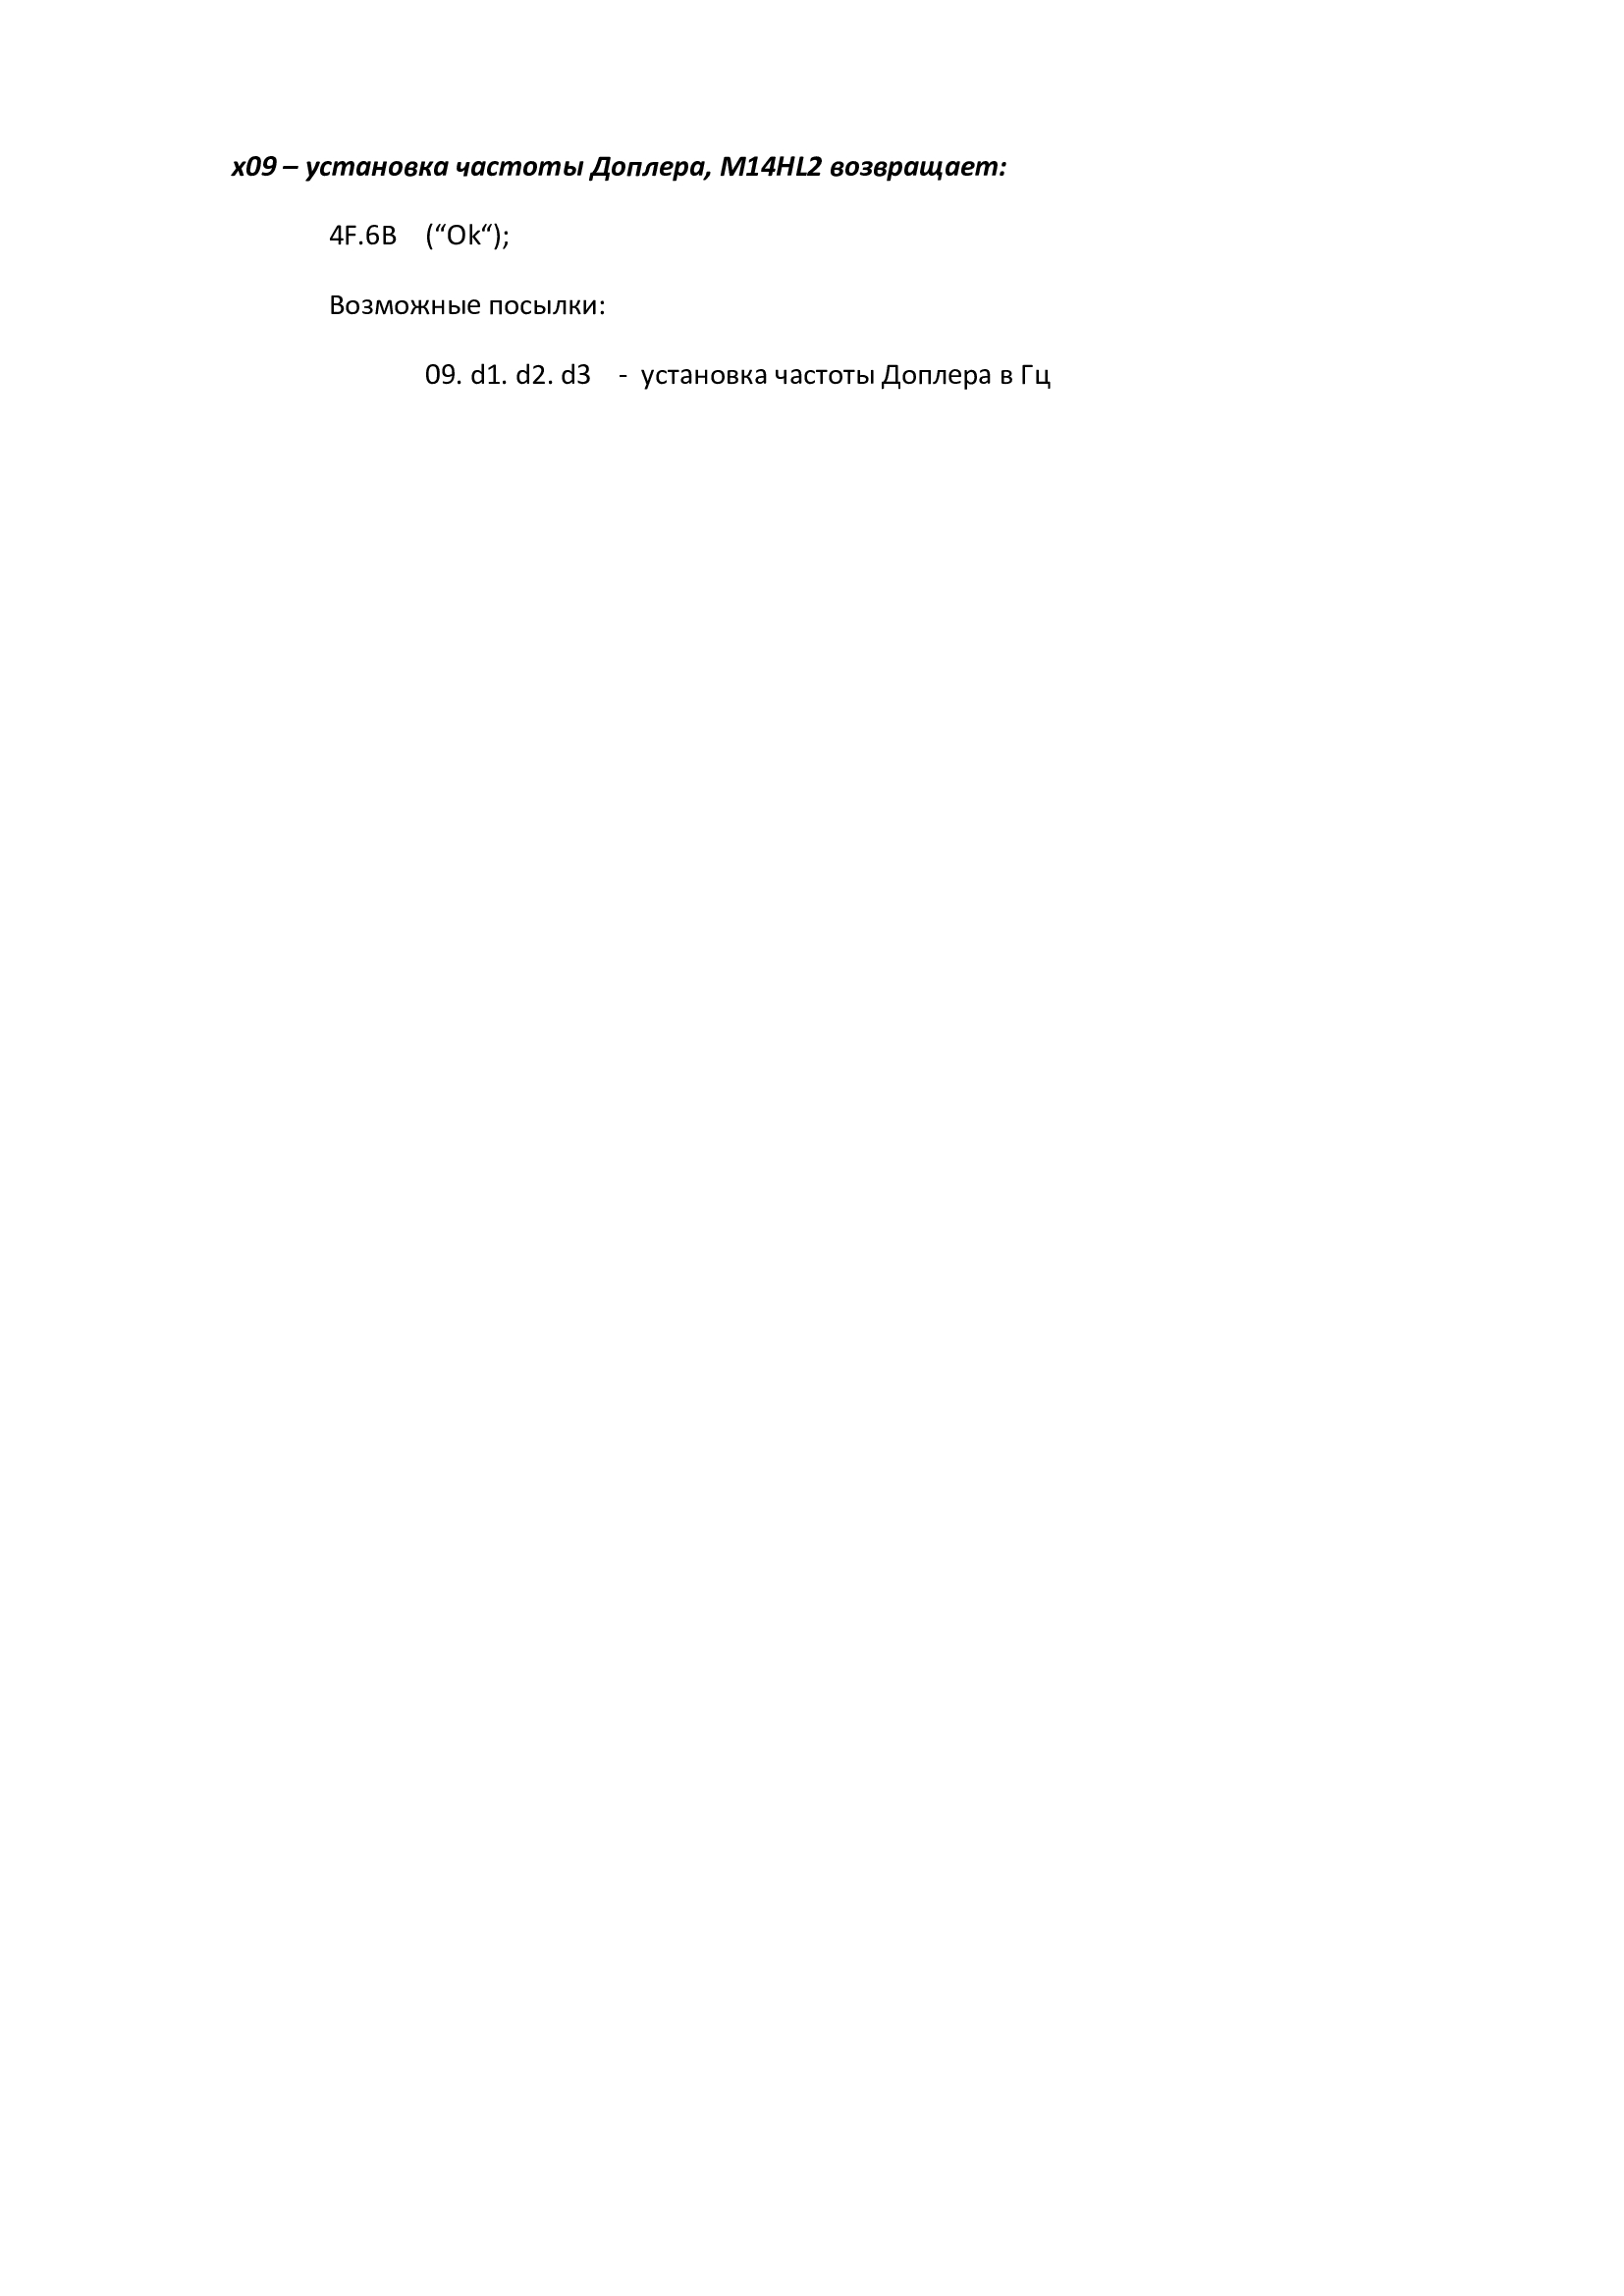 x09 – установка частоты Доплера, M14HL2 возвращает:
4F.6B (“Ok“);
Возможные посылки:
09. d1. d2. d3 - установка частоты Доплера в Гц